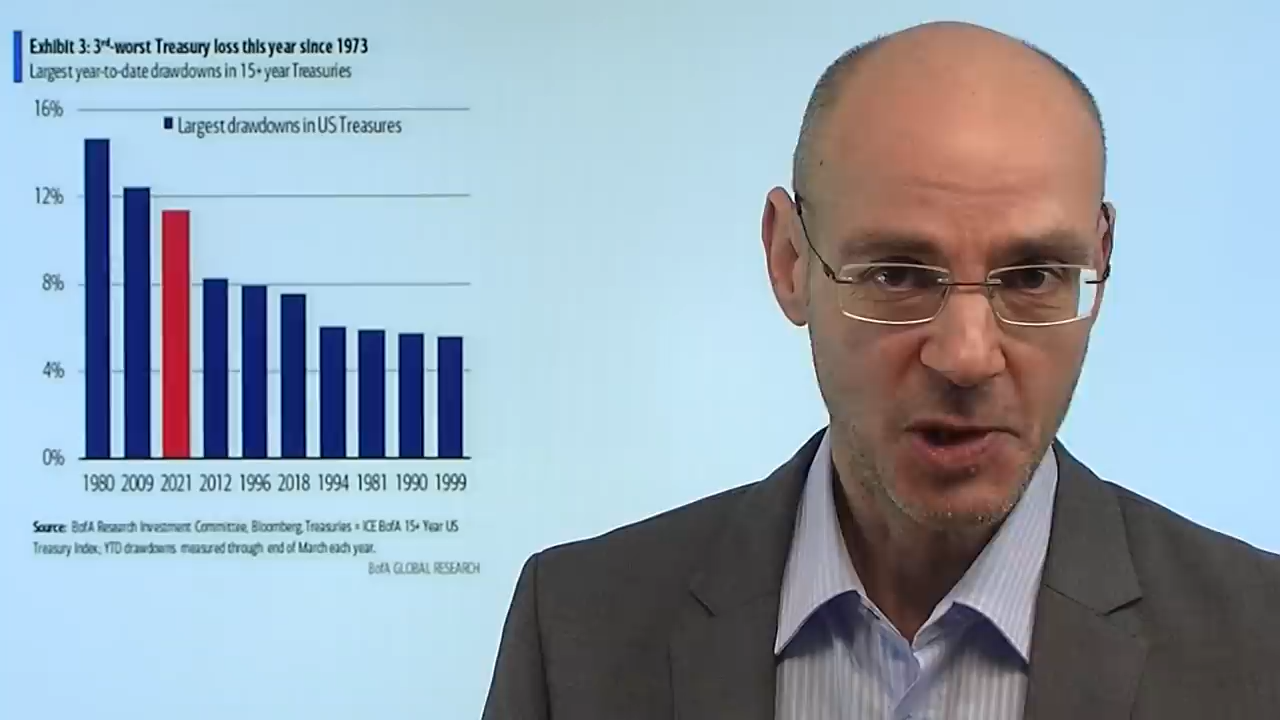 Exhibit 3: 3rd-worst Treasury loss this year since 1973
Largest year-to-date drawdowns in 15+ year Treasuries
16%
Largest drawdowns in US Treasures
12%
8%
4%
0%
1980 2009 2021 2012 1996 2018 1994 1981 1990 1999
Source: BofA Research Investment Committee, Bloomberg, Treasuries = ICE BofA 15+ Year US
Treasury Index; YTD drawdowns measured through end of March each year.
BofA GLOBAL RESEARCH